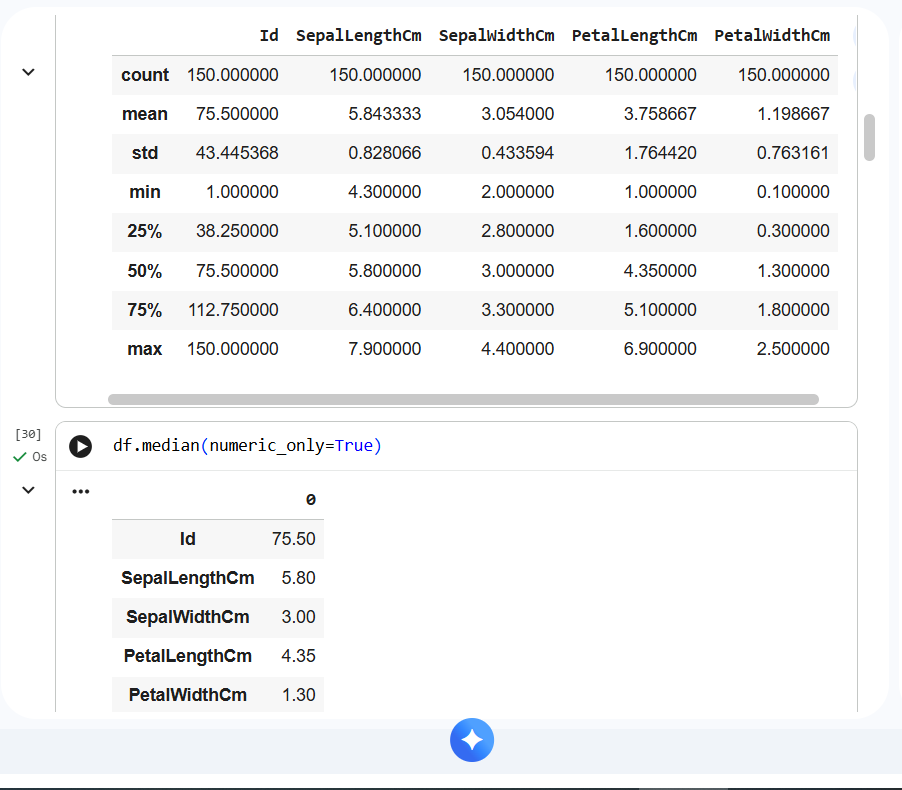 Id SepalLengthCm SepalWidthCm PetalLengthCm PetalWidthCm
count 150.000000 150.000000 150.000000 150.000000 150.000000
mean 75.500000 5.843333 3.054000 3.758667 1.198667
std 43.445368 0.828066 0.433594 1.764420 0.763161
min 1.000000 4.300000 2.000000 1.000000 0.100000
25% 38.250000 5.100000 2.800000 1.600000 0.300000
50% 75.500000 5.800000 3.000000 4.350000 1.300000
75% 112.750000 6.400000 3.300000 5.100000 1.800000
max 150.000000 7.900000 4.400000 6.900000 2.500000
[30] df.median(numeric_only=True)
0s
0
Id 75.50
SepalLengthCm 5.80
SepalWidthCm 3.00
PetalLengthCm 4.35
PetalWidthCm 1.30